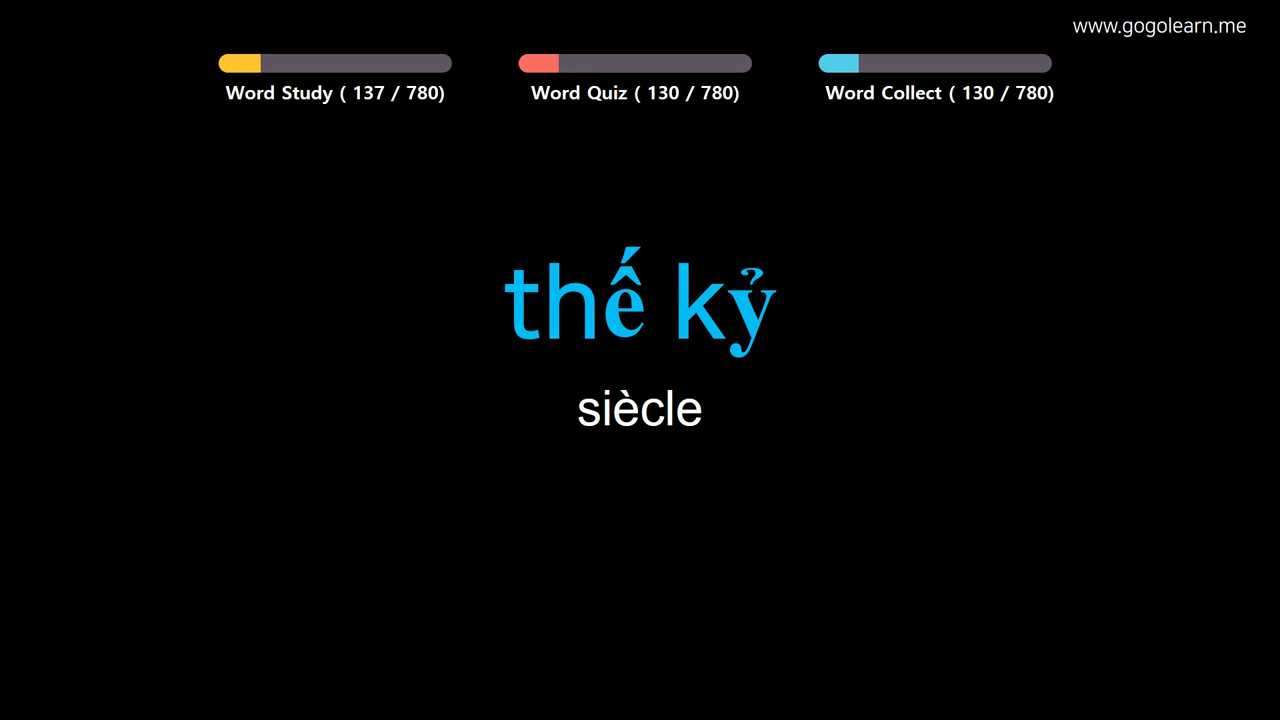 www.gogolearn.me
Word Study ( 137 / 780)
Word Quiz ( 130 / 780)
Word Collect ( 130 / 780)
thế kỷ
siècle